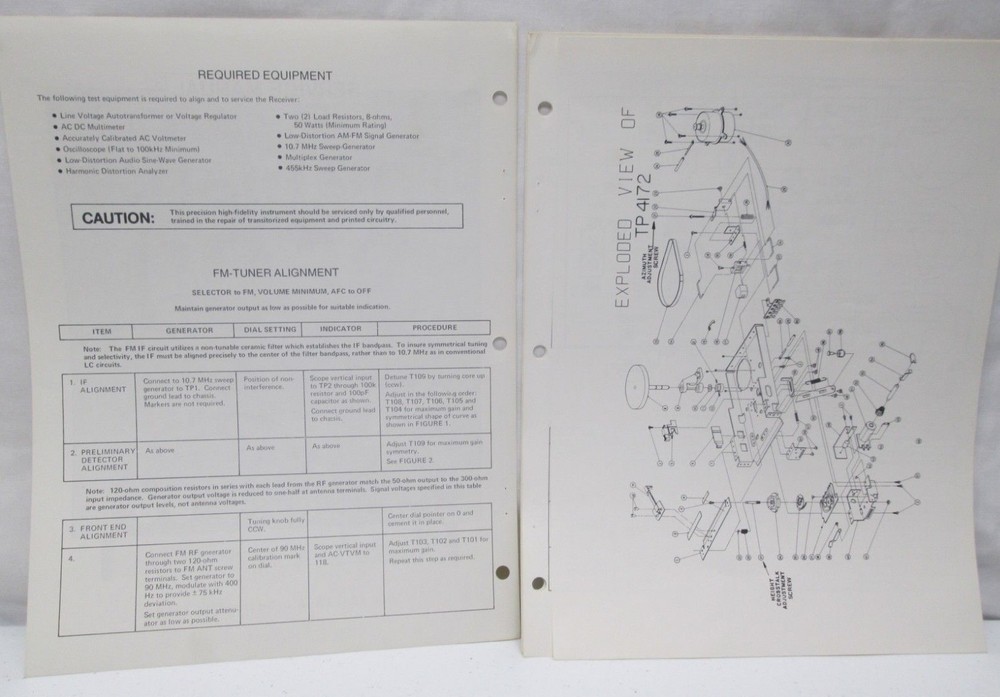 REQUIRED EQUIPMENT
The following test equipment is required to align and to service the Receiver:
● Line Voltage Autotransformer or Voltage Regulator
● AC DC Multimeter
● Accurately Calibrated AC Voltmeter
● Oscilloscope (Flat to 100kHz Minimum)
● Low-Distortion Audio Sine-Wave Generator
● Harmonic Distortion Analyzer
● Two (2) Load Resistors, 8-ohms,
50 Watts (Minimum Rating)
● Low-Distortion AM-FM Signal Generator
● 10.7 MHz Sweep Generator
● Multiplex Generator
● 455kHz Sweep Generator
CAUTION:
This precision high-fidelity instrument should be serviced only by qualified personnel,
trained in the repair of transitorized equipment and printed circuitry.
FM-TUNER ALIGNMENT
SELECTOR to FM, VOLUME MINIMUM, AFC to OFF
Maintain generator output as low as possible for suitable indication.
ITEM GENERATOR DIAL SETTING INDICATOR PROCEDURE
Note: The FM IF circuit utilizes a non-tunable ceramic filter which establishes the IF bandpass. To insure symmetrical tuning
and selectivity, the IF must be aligned precisely to the center of the filter bandpass, rather than to 10.7 MHz as in conventional
LC circuits.
1. IF
ALIGNMENT
Connect to 10.7 MHz sweep
generator to TP1. Connect
ground lead to chassis.
Markers are not required.
Position of non-
interference.
Scope vertical input
to TP2 through 100k
resistor and 100pF
capacitor as shown.
Connect ground lead
to chassis.
Detune T109 by turning core up
(ccw).
Adjust in the following order:
T108, T107, T106, T105 and
T104 for maximum gain and
symmetrical shape of curve as
shown in FIGURE 1.
2. PRELIMINARY
DETECTOR
ALIGNMENT
As above
As above
As above
Adjust T109 for maximum gain
symmetry.
See FIGURE 2.
Note: 120-ohm composition resistors in series with each lead from the RF generator match the 50-ohm output to the 300-ohm
input impedance. Generator output voltage is reduced to one-half at antenna terminals. Signal voltages specified in this table
are generator output levels, not antenna voltages.
3. FRONT END
ALIGNMENT
Tuning knob fully
CCW.
Center dial pointer on 0 and
cement it in place.
4.
Connect FM RF generator
through two 120-ohm
resistors to FM ANT screw
terminals. Set generator to
90 MHz, modulate with 400
Hz to provide ±75 kHz
deviation.
Set generator output attenu-
ator as low as possible.
Center of 90 MHz
calibration mark
on dial.
Scope vertical input
and AC-VTVM to
118.
Adjust T103, T102 and T101 for
maximum gain.
Repeat this step as required.
EXPLODED VIEW OF
TP4172
AZIMUTH
ADJUSTMENT
SCREW
HEIGHT
CROSSTALK
ADJUSTMENT
SCREW